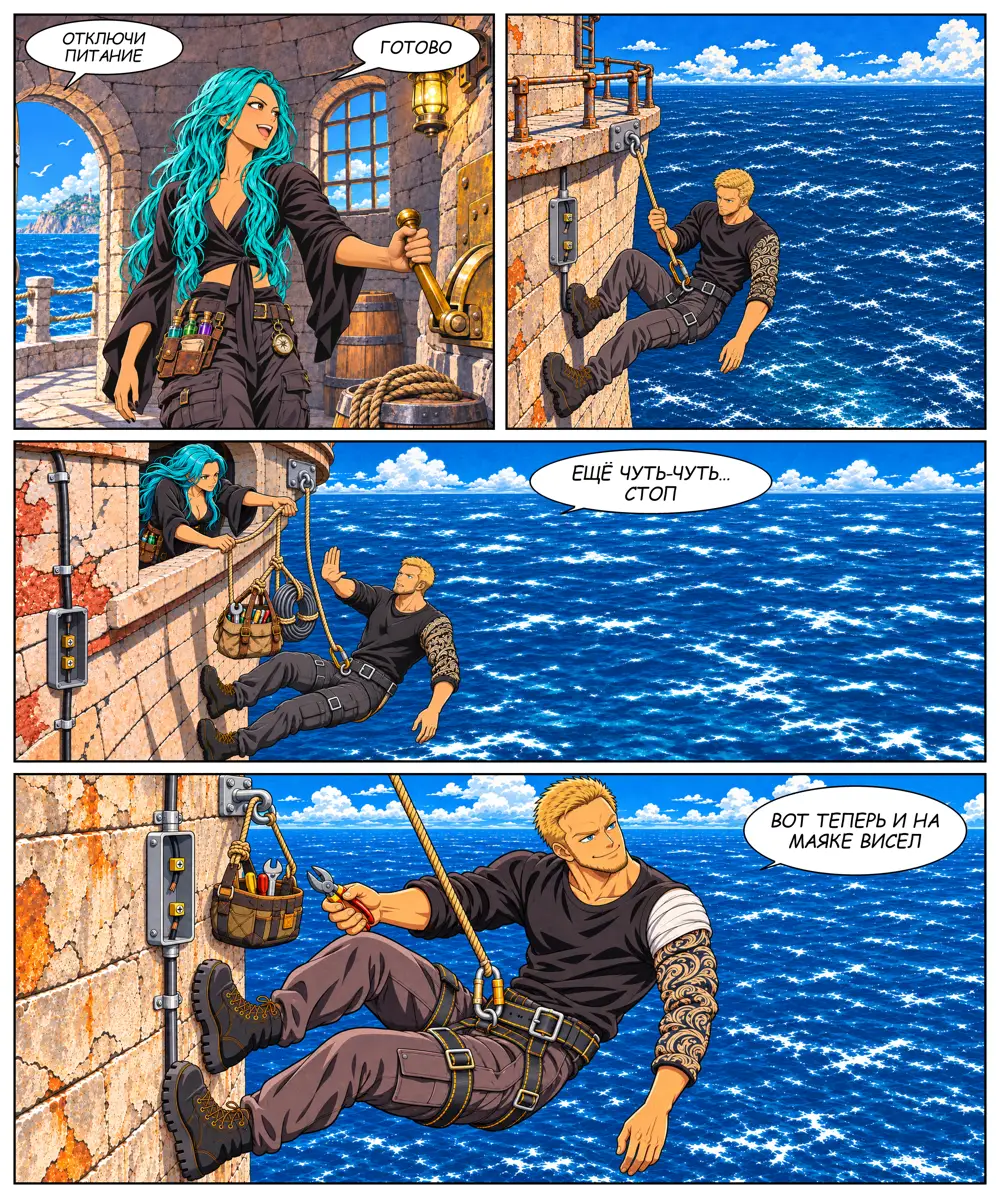 ОТКЛЮЧИ
ПИТАНИЕ
ГОТОВО
ЕЩЁ ЧУТЬ-ЧУТЬ...
СТОП
ВОТ ТЕПЕРЬ И НА
МАЯКЕ ВИСЕЛ